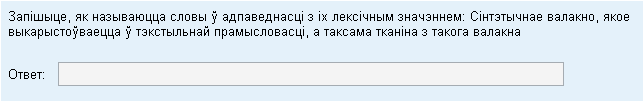 Запішыце, як называюцца словы ў адпаведнасці з іх лексічным значэннем: Сінтэтычнае валакно, якое
выкарыстоўваецца ў тэкстыльнай прамысловасці, а таксама тканіна з такога валакна
Ответ: